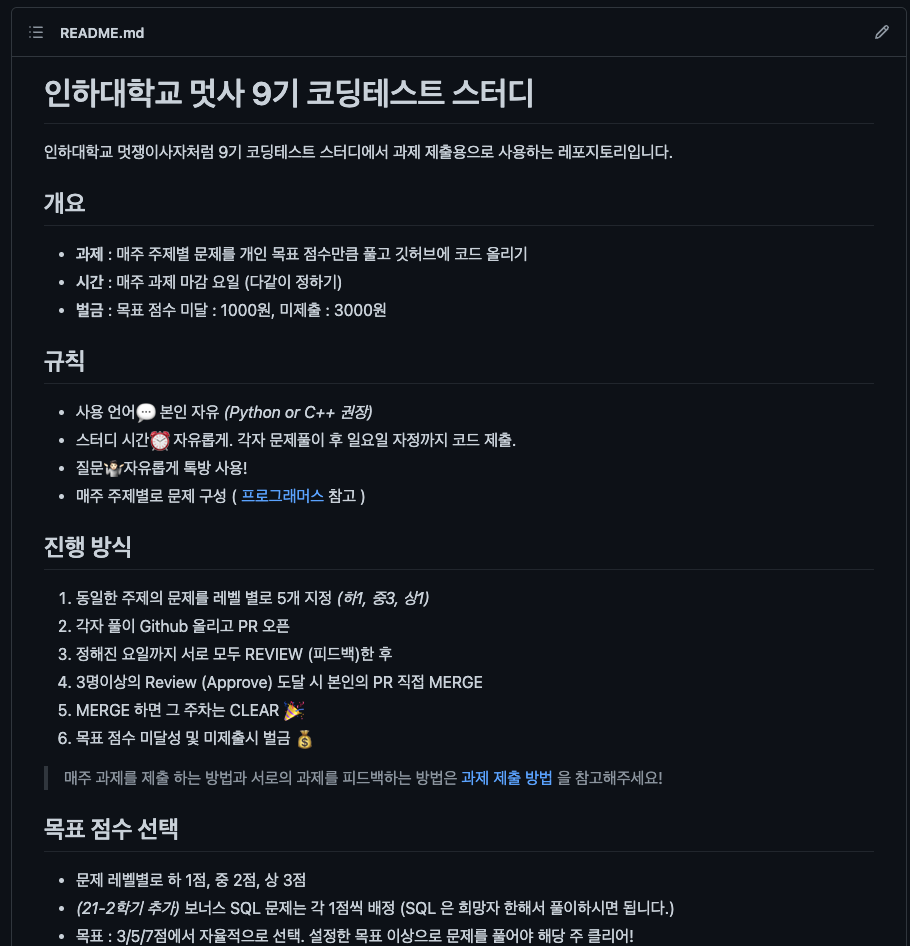 README.md
인하대학교 멋사 9기 코딩테스트 스터디
인하대학교 멋쟁이사자처럼 9기 코딩테스트 스터디에서 과제 제출용으로 사용하는 레포지토리입니다.
개요
• 과제 : 매주 주제별 문제를 개인 목표 점수만큼 풀고 깃허브에 코드 올리기
• 시간 : 매주 과제 마감 요일 (다같이 정하기)
• 벌금 : 목표 점수 미달 : 1000원, 미제출 : 3000원
규칙
• 사용 언어💬 본인 자유 (Python or C++ 권장)
• 스터디 시간⏰ 자유롭게. 각자 문제풀이 후 일요일 자정까지 코드 제출.
• 질문🤷🏻‍♀️자유롭게 톡방 사용!
• 매주 주제별로 문제 구성 ( 프로그래머스 참고 )
진행 방식
1. 동일한 주제의 문제를 레벨 별로 5개 지정 (하1, 중3, 상1)
2. 각자 풀이 Github 올리고 PR 오픈
3. 정해진 요일까지 서로 모두 REVIEW (피드백)한 후
4. 3명이상의 Review (Approve) 도달 시 본인의 PR 직접 MERGE
5. MERGE 하면 그 주차는 CLEAR 🎉
6. 목표 점수 미달성 및 미제출시 벌금 💰
매주 과제를 제출 하는 방법과 서로의 과제를 피드백하는 방법은 과제 제출 방법 을 참고해주세요!
목표 점수 선택
• 문제 레벨별로 하 1점, 중 2점, 상 3점
• (21-2학기 추가) 보너스 SQL 문제는 각 1점씩 배정 (SQL 은 희망자 한해서 풀이하시면 됩니다.)
• 목표 : 3/5/7점에서 자율적으로 선택. 설정한 목표 이상으로 문제를 풀어야 해당 주 클리어!